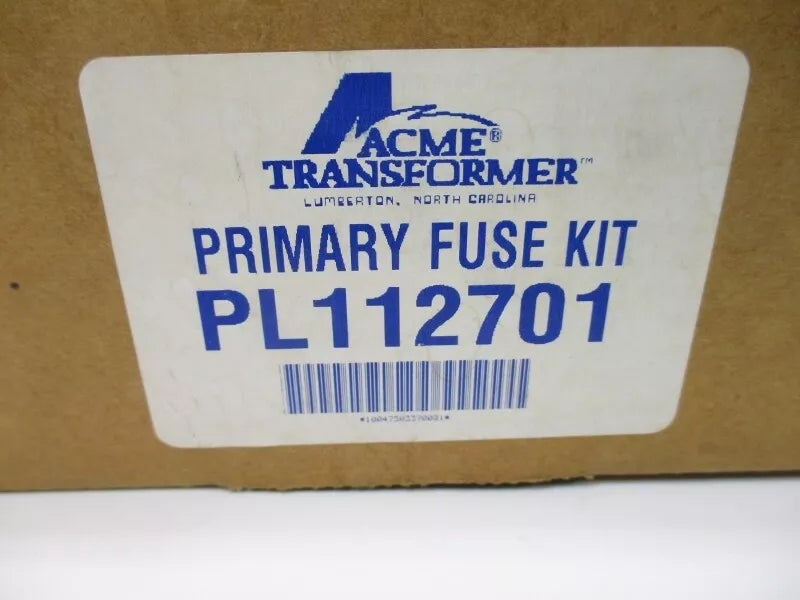 ACME®
TRANSFORMER™
LUMBERTON, NORTH CAROLINA
PRIMARY FUSE KIT
PL112701